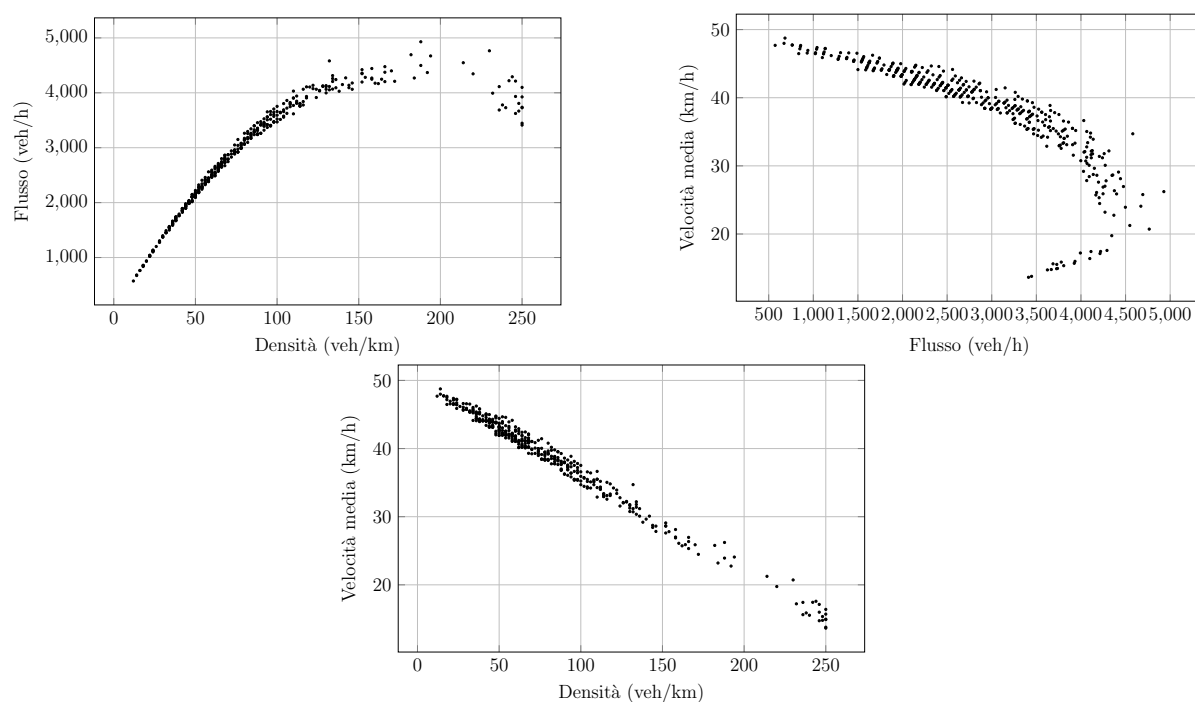 5,000
4,000
3,000
2,000
1,000
Flusso (veh/h)
0 50 100 150 200 250
Densità (veh/km)
50
40
30
20
Velocità media (km/h)
500 1,000 1,500 2,000 2,500 3,000 3,500 4,000 4,500 5,000
Flusso (veh/h)
50
40
30
20
Velocità media (km/h)
0 50 100 150 200 250
Densità (veh/km)